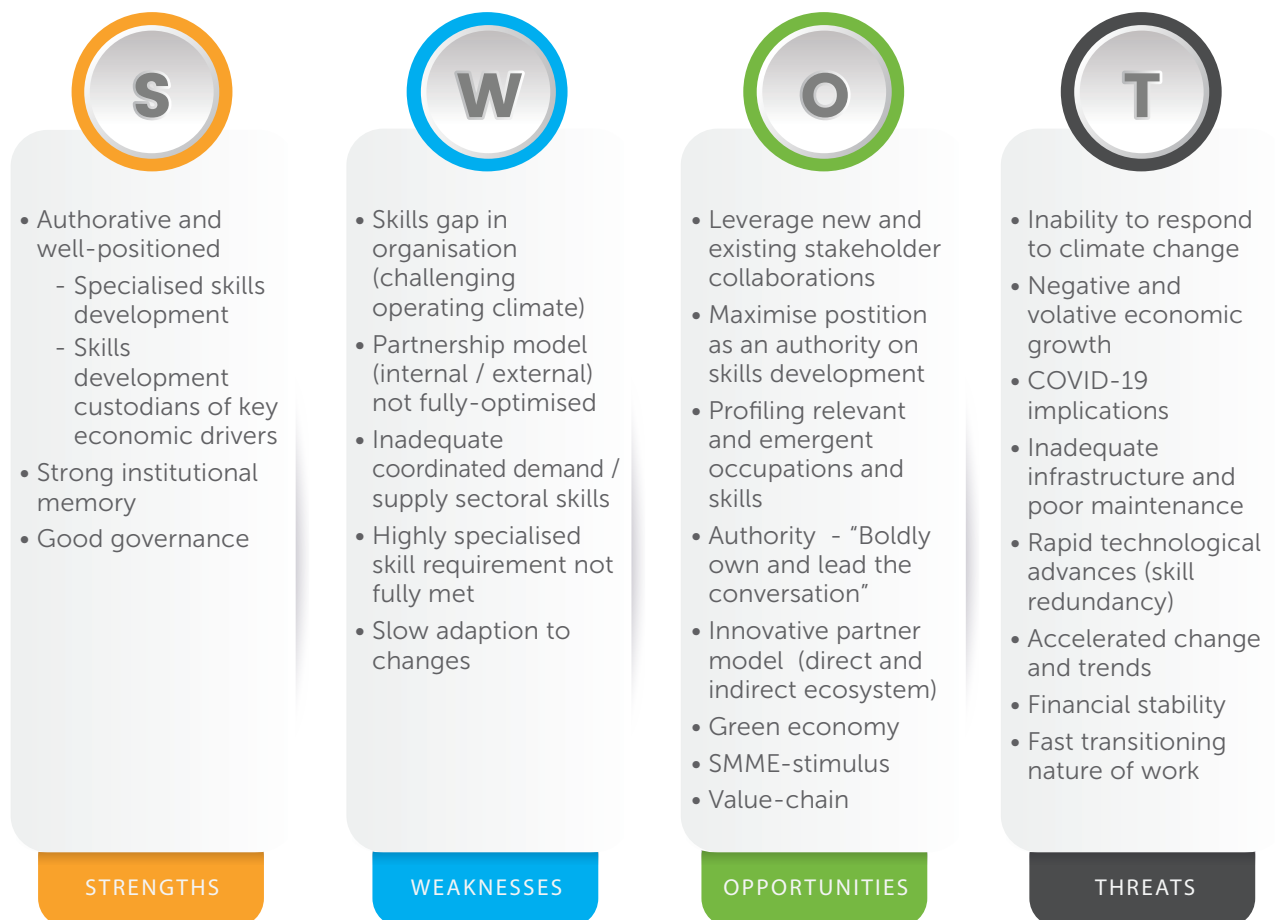 S
• Authorative and
well-positioned
- Specialised skills
development
- Skills
development
custodians of key
economic drivers
• Strong institutional
memory
• Good governance
STRENGTHS
W
• Skills gap in
organisation
(challenging
operating climate)
• Partnership model
(internal / external)
not fully-optimised
• Inadequate
coordinated demand /
supply sectoral skills
• Highly specialised
skill requirement not
fully met
• Slow adaption to
changes
WEAKNESSES
O
• Leverage new and
existing stakeholder
collaborations
• Maximise postition
as an authority on
skills development
• Profiling relevant
and emergent
occupations and
skills
• Authority - “Boldly
own and lead the
conversation”
• Innovative partner
model (direct and
indirect ecosystem)
• Green economy
• SMME-stimulus
• Value-chain
OPPORTUNITIES
T
• Inability to respond
to climate change
• Negative and
volative economic
growth
• COVID-19
implications
• Inadequate
infrastructure and
poor maintenance
• Rapid technological
advances (skill
redundancy)
• Accelerated change
and trends
• Financial stability
• Fast transitioning
nature of work
THREATS